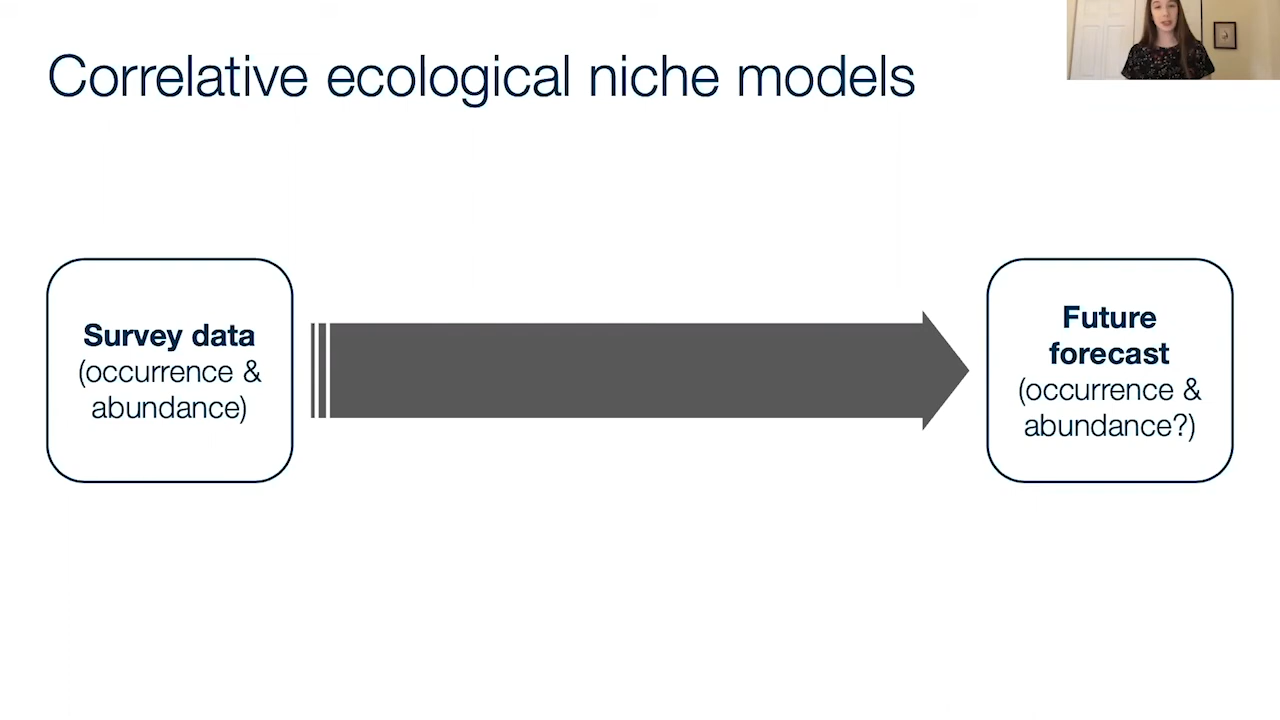 Correlative ecological niche models
Survey data
(occurrence &
abundance)
Future
forecast
(occurrence &
abundance?)